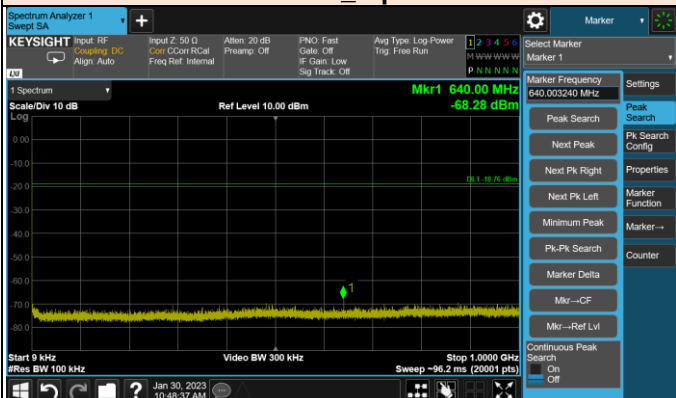 Spectrum Analyzer 1
Swept SA
Marker
KEYSIGHT
Input: RF
Coupling: DC
Align: Auto
Input Z: 50 Ω
Corr CCorr RCal
Freq Ref: Internal
Atten: 20 dB
Preamp: Off
PNO: Fast
Gate: Off
IF Gain: Low
Sig Track: Off
Avg Type: Log-Power
Trig: Free Run
1 2 3 4 5 6
M W W W W W
P N N N N N
LXI
Select Marker
Marker 1
1 Spectrum
Mkr1 640.00 MHz
Scale/Div 10 dB
Ref Level 10.00 dBm
-68.28 dBm
Log
0.00
-10.0
DL1 -18.76 dBm
-20.0
-30.0
-40.0
-50.0
-60.0
1
-70.0
-80.0
Start 9 kHz
Video BW 300 kHz
Stop 1.0000 GHz
#Res BW 100 kHz
Sweep ~96.2 ms (20001 pts)
Marker Frequency
640.003240 MHz
Peak Search
Next Peak
Next Pk Right
Next Pk Left
Minimum Peak
Pk-Pk Search
Marker Delta
Mkr→CF
Mkr→Ref Lvl
Continuous Peak
Search
On
Off
Settings
Peak
Search
Pk Search
Config
Properties
Marker
Function
Marker→
Counter
?
Jan 30, 2023
10:48:37 AM